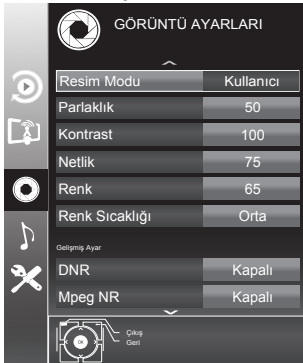 GÖRÜNTÜ AYARLARI
Resim Modu Kullanıcı
Parlaklık 50
Kontrast 100
Netlik 75
Renk 65
Renk Sıcaklığı Orta
Gelişmiş Ayar
DNR Kapalı
Mpeg NR Kapalı
Çıkış
OK
Geri